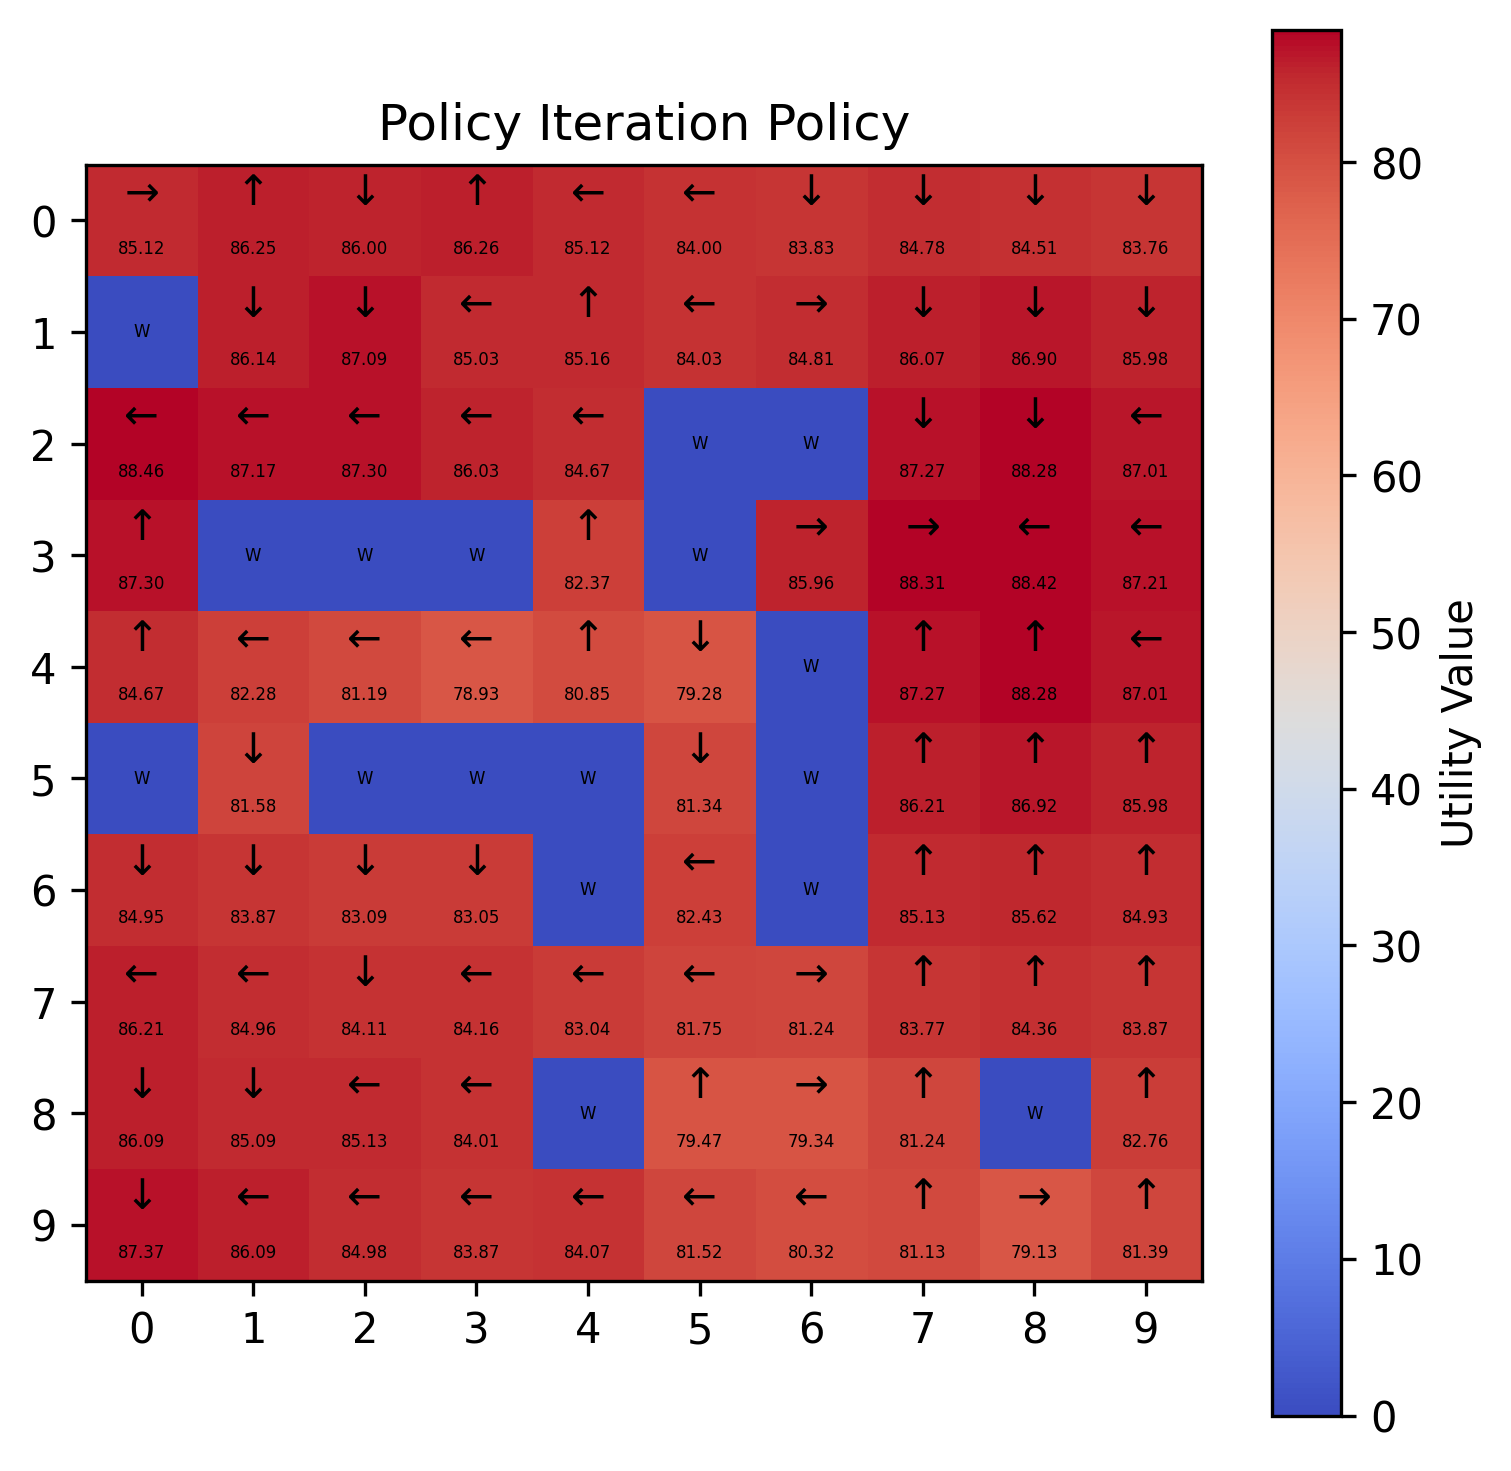 Policy Iteration Policy
0 → ↑ ↓ ↑ ← ← ↓ ↓ ↓ ↓
85.12 86.25 86.00 86.26 85.12 84.00 83.83 84.78 84.51 83.76
1 W ↓ ↓ ← ↑ ← → ↓ ↓ ↓
86.14 87.09 85.03 85.16 84.03 84.81 86.07 86.90 85.98
2 ← ← ← ← ← W W ↓ ↓ ←
88.46 87.17 87.30 86.03 84.67 87.27 88.28 87.01
3 ↑ W W W ↑ W → → ← ←
87.30 82.37 85.96 88.31 88.42 87.21
4 ↑ ← ← ← ↑ ↓ W ↑ ↑ ←
84.67 82.28 81.19 78.93 80.85 79.28 87.27 88.28 87.01
5 W ↓ W W W ↓ W ↑ ↑ ↑
81.58 81.34 86.21 86.92 85.98
6 ↓ ↓ ↓ ↓ W ← W ↑ ↑ ↑
84.95 83.87 83.09 83.05 82.43 85.13 85.62 84.93
7 ← ← ↓ ← ← ← → ↑ ↑ ↑
86.21 84.96 84.11 84.16 83.04 81.75 81.24 83.77 84.36 83.87
8 ↓ ↓ ← ← W ↑ → ↑ W ↑
86.09 85.09 85.13 84.01 79.47 79.34 81.24 82.76
9 ↓ ← ← ← ← ← ← ↑ → ↑
87.37 86.09 84.98 83.87 84.07 81.52 80.32 81.13 79.13 81.39
0 1 2 3 4 5 6 7 8 9
80
70
60
50
40
30
20
10
0
Utility Value